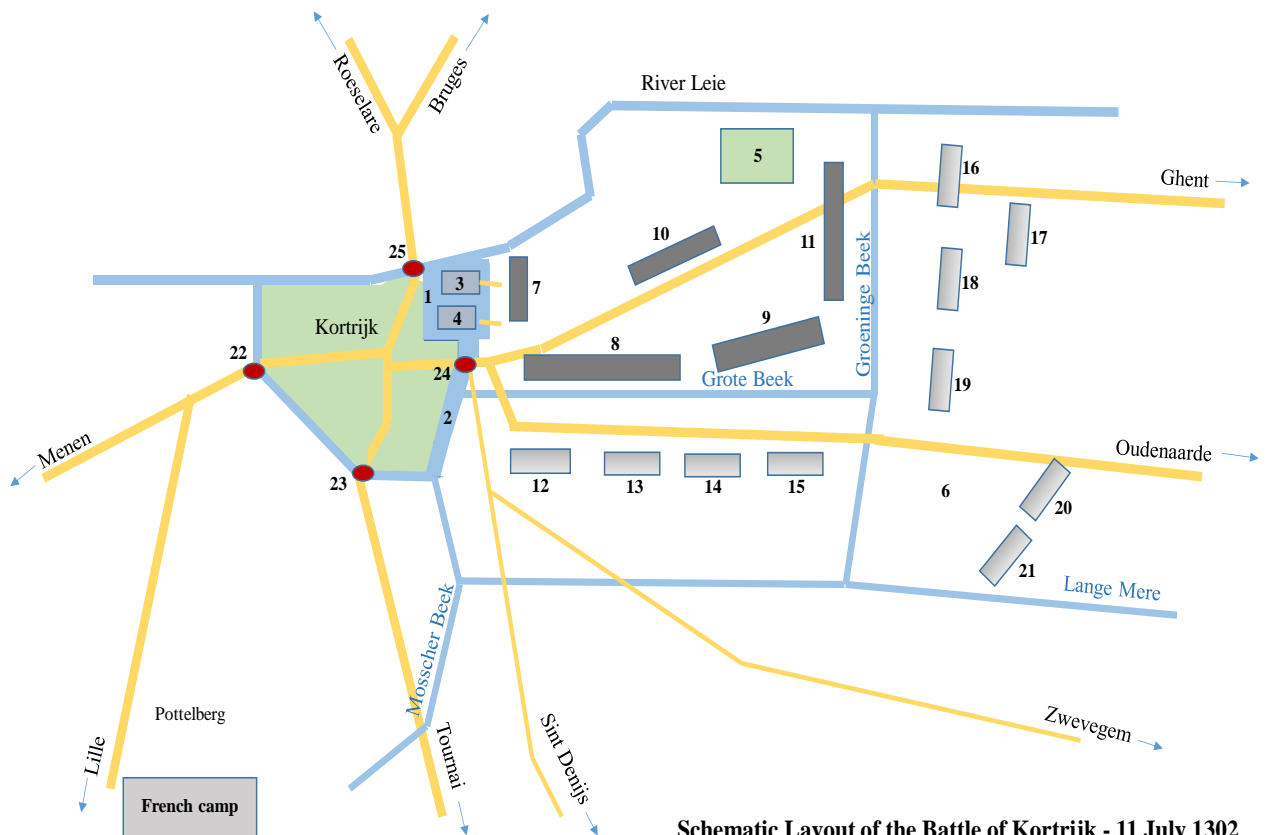 River Leie
Roeselare
Bruges
5
16
Ghent
17
10
11
25
3
7
1
4
18
Kortrijk
Groeninge Beek
9
8
22
24
Grote Beek
19
2
Menen
Oudenaarde
23
12
13
14
15
6
20
21
Lange Mere
Mosscher Beek
Pottelberg
Zwevegem
Lille
Tournai
Sint Denijs
French camp
Schematic Layout of the Battle of Kortrijk - 11 July 1302